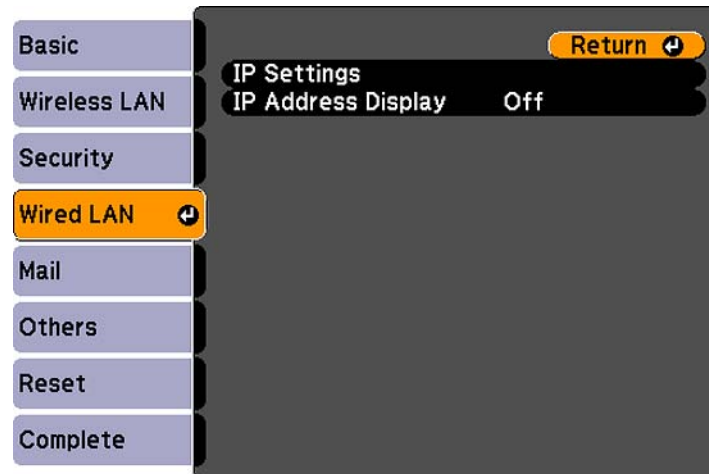 Basic
Wireless LAN
Security
Wired LAN
Mail
Others
Reset
Complete
Return
IP Settings
IP Address Display Off